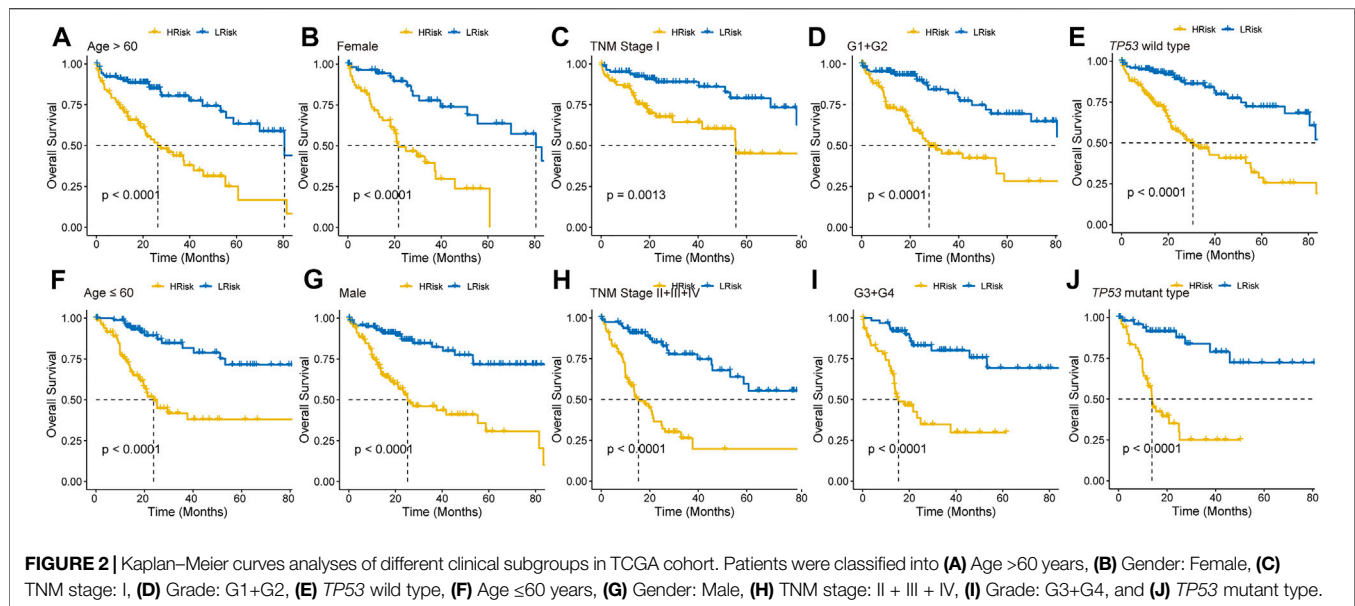 A
HRisk LRisk
Age > 60
Overall Survival
1.00
0.75
0.50
0.25
0.00
p < 0.0001
0 20 40 60 80
Time (Months)
B
HRisk LRisk
Female
Overall Survival
1.00
0.75
0.50
0.25
0.00
p < 0.0001
0 20 40 60 80
Time (Months)
C
HRisk LRisk
TNM Stage I
Overall Survival
1.00
0.75
0.50
0.25
0.00
p = 0.0013
0 20 40 60 80
Time (Months)
D
HRisk LRisk
G1+G2
Overall Survival
1.00
0.75
0.50
0.25
0.00
p < 0.0001
0 20 40 60 80
Time (Months)
E
HRisk LRisk
TP53 wild type
Overall Survival
1.00
0.75
0.50
0.25
0.00
p < 0.0001
0 20 40 60 80
Time (Months)
F
HRisk LRisk
Age ≤ 60
Overall Survival
1.00
0.75
0.50
0.25
0.00
p < 0.0001
0 20 40 60 80
Time (Months)
G
HRisk LRisk
Male
Overall Survival
1.00
0.75
0.50
0.25
0.00
p < 0.0001
0 20 40 60 80
Time (Months)
H
HRisk LRisk
TNM Stage II+III+IV
Overall Survival
1.00
0.75
0.50
0.25
0.00
p < 0.0001
0 20 40 60 80
Time (Months)
I
HRisk LRisk
G3+G4
Overall Survival
1.00
0.75
0.50
0.25
0.00
p < 0.0001
0 20 40 60 80
Time (Months)
J
HRisk LRisk
TP53 mutant type
Overall Survival
1.00
0.75
0.50
0.25
0.00
p < 0.0001
0 20 40 60 80
Time (Months)
FIGURE 2 | Kaplan–Meier curves analyses of different clinical subgroups in TCGA cohort. Patients were classified into (A) Age >60 years, (B) Gender: Female, (C)
TNM stage: I, (D) Grade: G1+G2, (E) TP53 wild type, (F) Age ≤60 years, (G) Gender: Male, (H) TNM stage: II + III + IV, (I) Grade: G3+G4, and (J) TP53 mutant type.